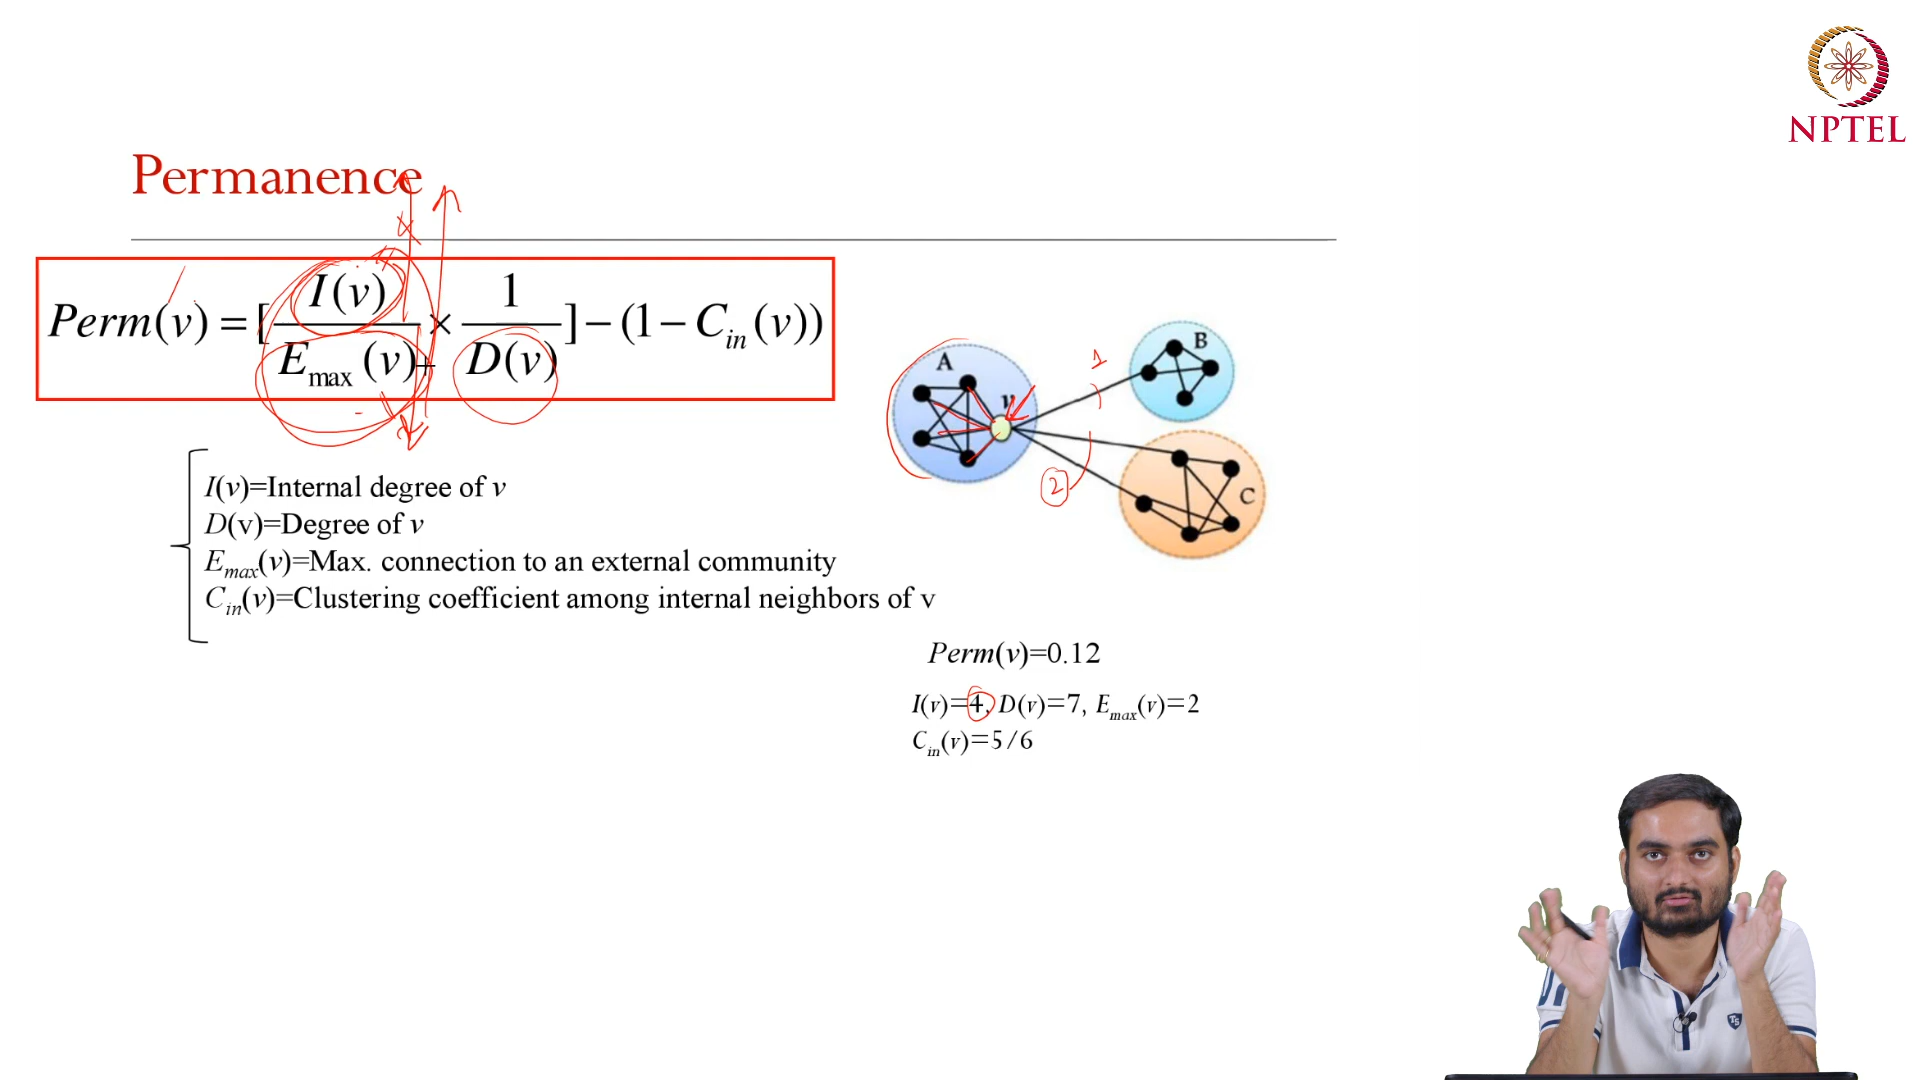 NPTEL
Permanence
Perm(v) = [ I(v) / E_max(v) × 1 / D(v) ] − (1 − C_in(v))
I(v)=Internal degree of v
D(v)=Degree of v
E_max(v)=Max. connection to an external community
C_in(v)=Clustering coefficient among internal neighbors of v
A
v
B
C
1
2
Perm(v)=0.12
I(v)=4, D(v)=7, E_max(v)=2
C_in(v)=5/6